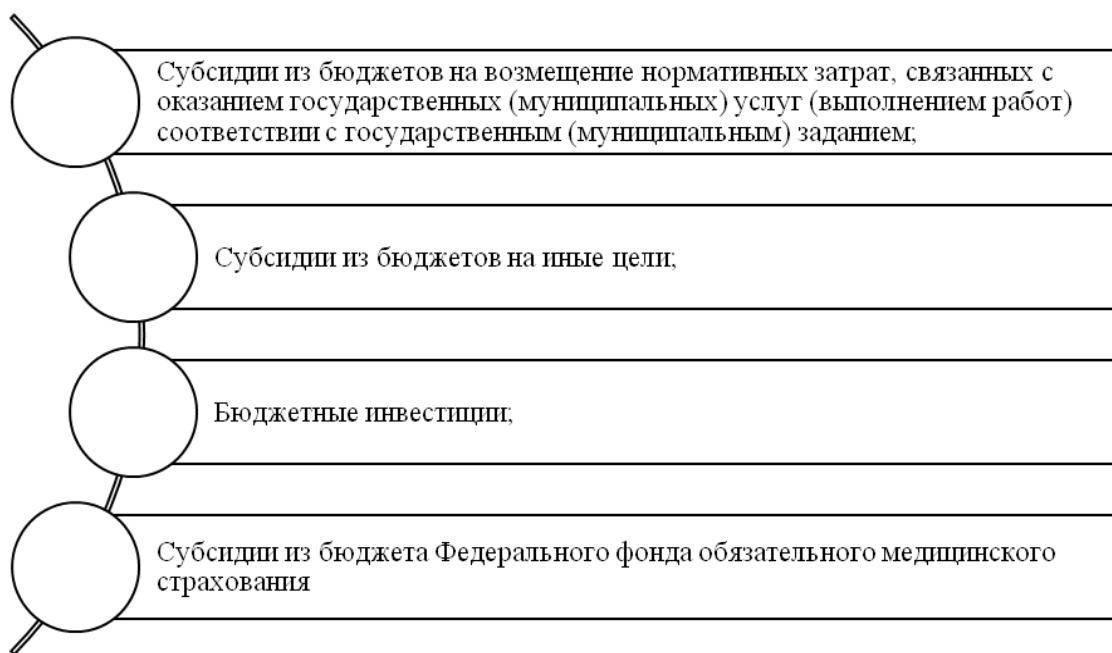 Субсидии из бюджетов на возмещение нормативных затрат, связанных с
оказанием государственных (муниципальных) услуг (выполнением работ)
соответствии с государственным (муниципальным) заданием;
Субсидии из бюджетов на иные цели;
Бюджетные инвестиции;
Субсидии из бюджета Федерального фонда обязательного медицинского
страхования